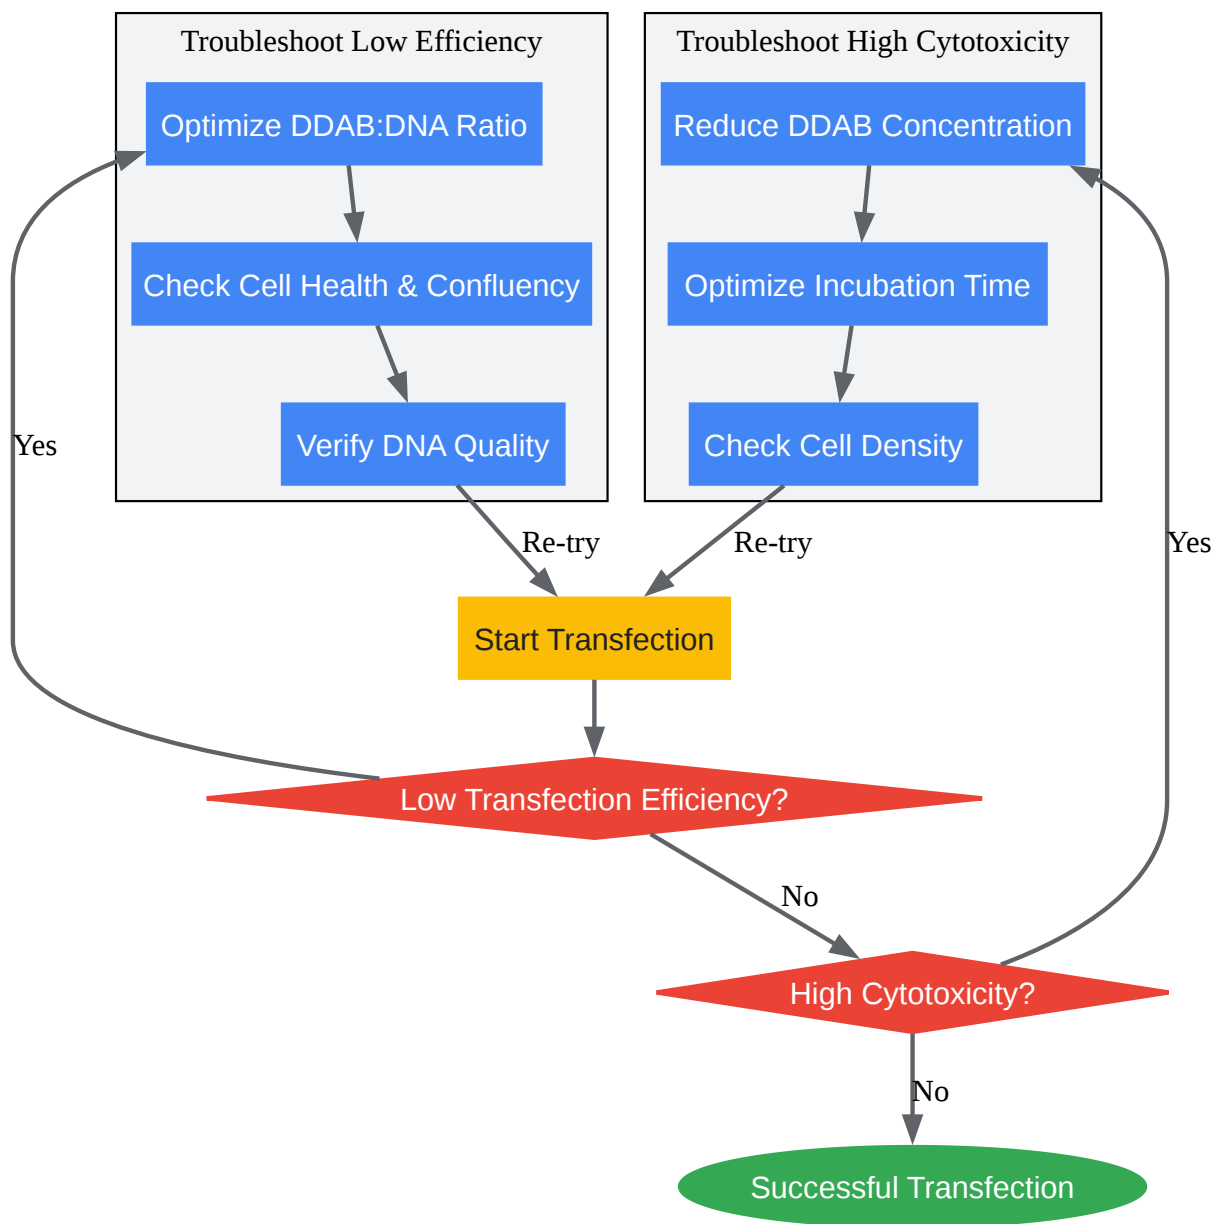 Troubleshoot Low Efficiency
Troubleshoot High Cytotoxicity
Optimize DDAB:DNA Ratio
Reduce DDAB Concentration
Check Cell Health & Confluency
Optimize Incubation Time
Yes
Verify DNA Quality
Check Cell Density
Re-try
Re-try
Yes
Start Transfection
Low Transfection Efficiency?
No
High Cytotoxicity?
No
Successful Transfection